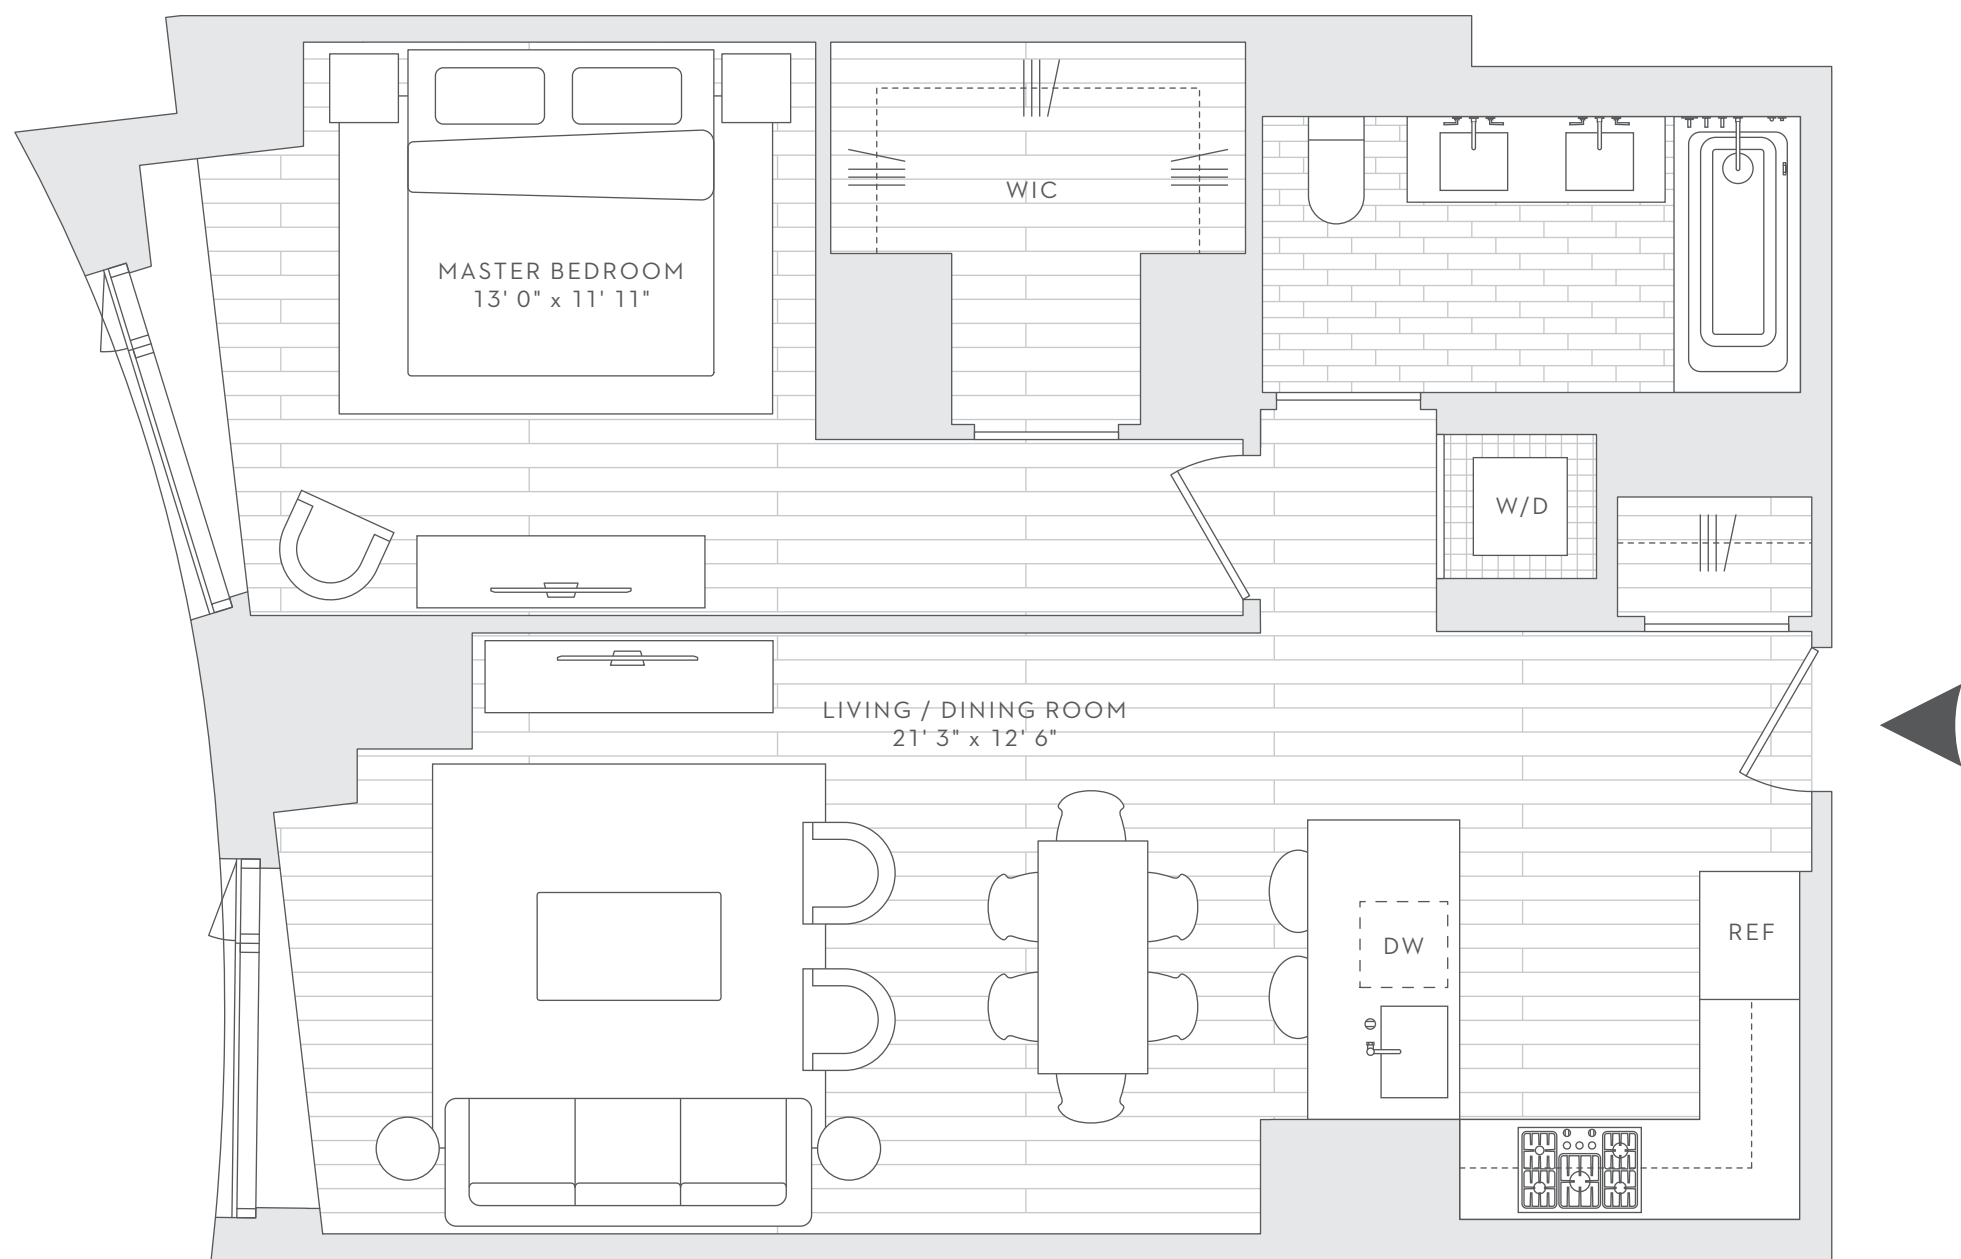 WIC
MASTER BEDROOM
13' 0" x 11' 11"
W/D
LIVING / DINING ROOM
21' 3" x 12' 6"
REF
DW